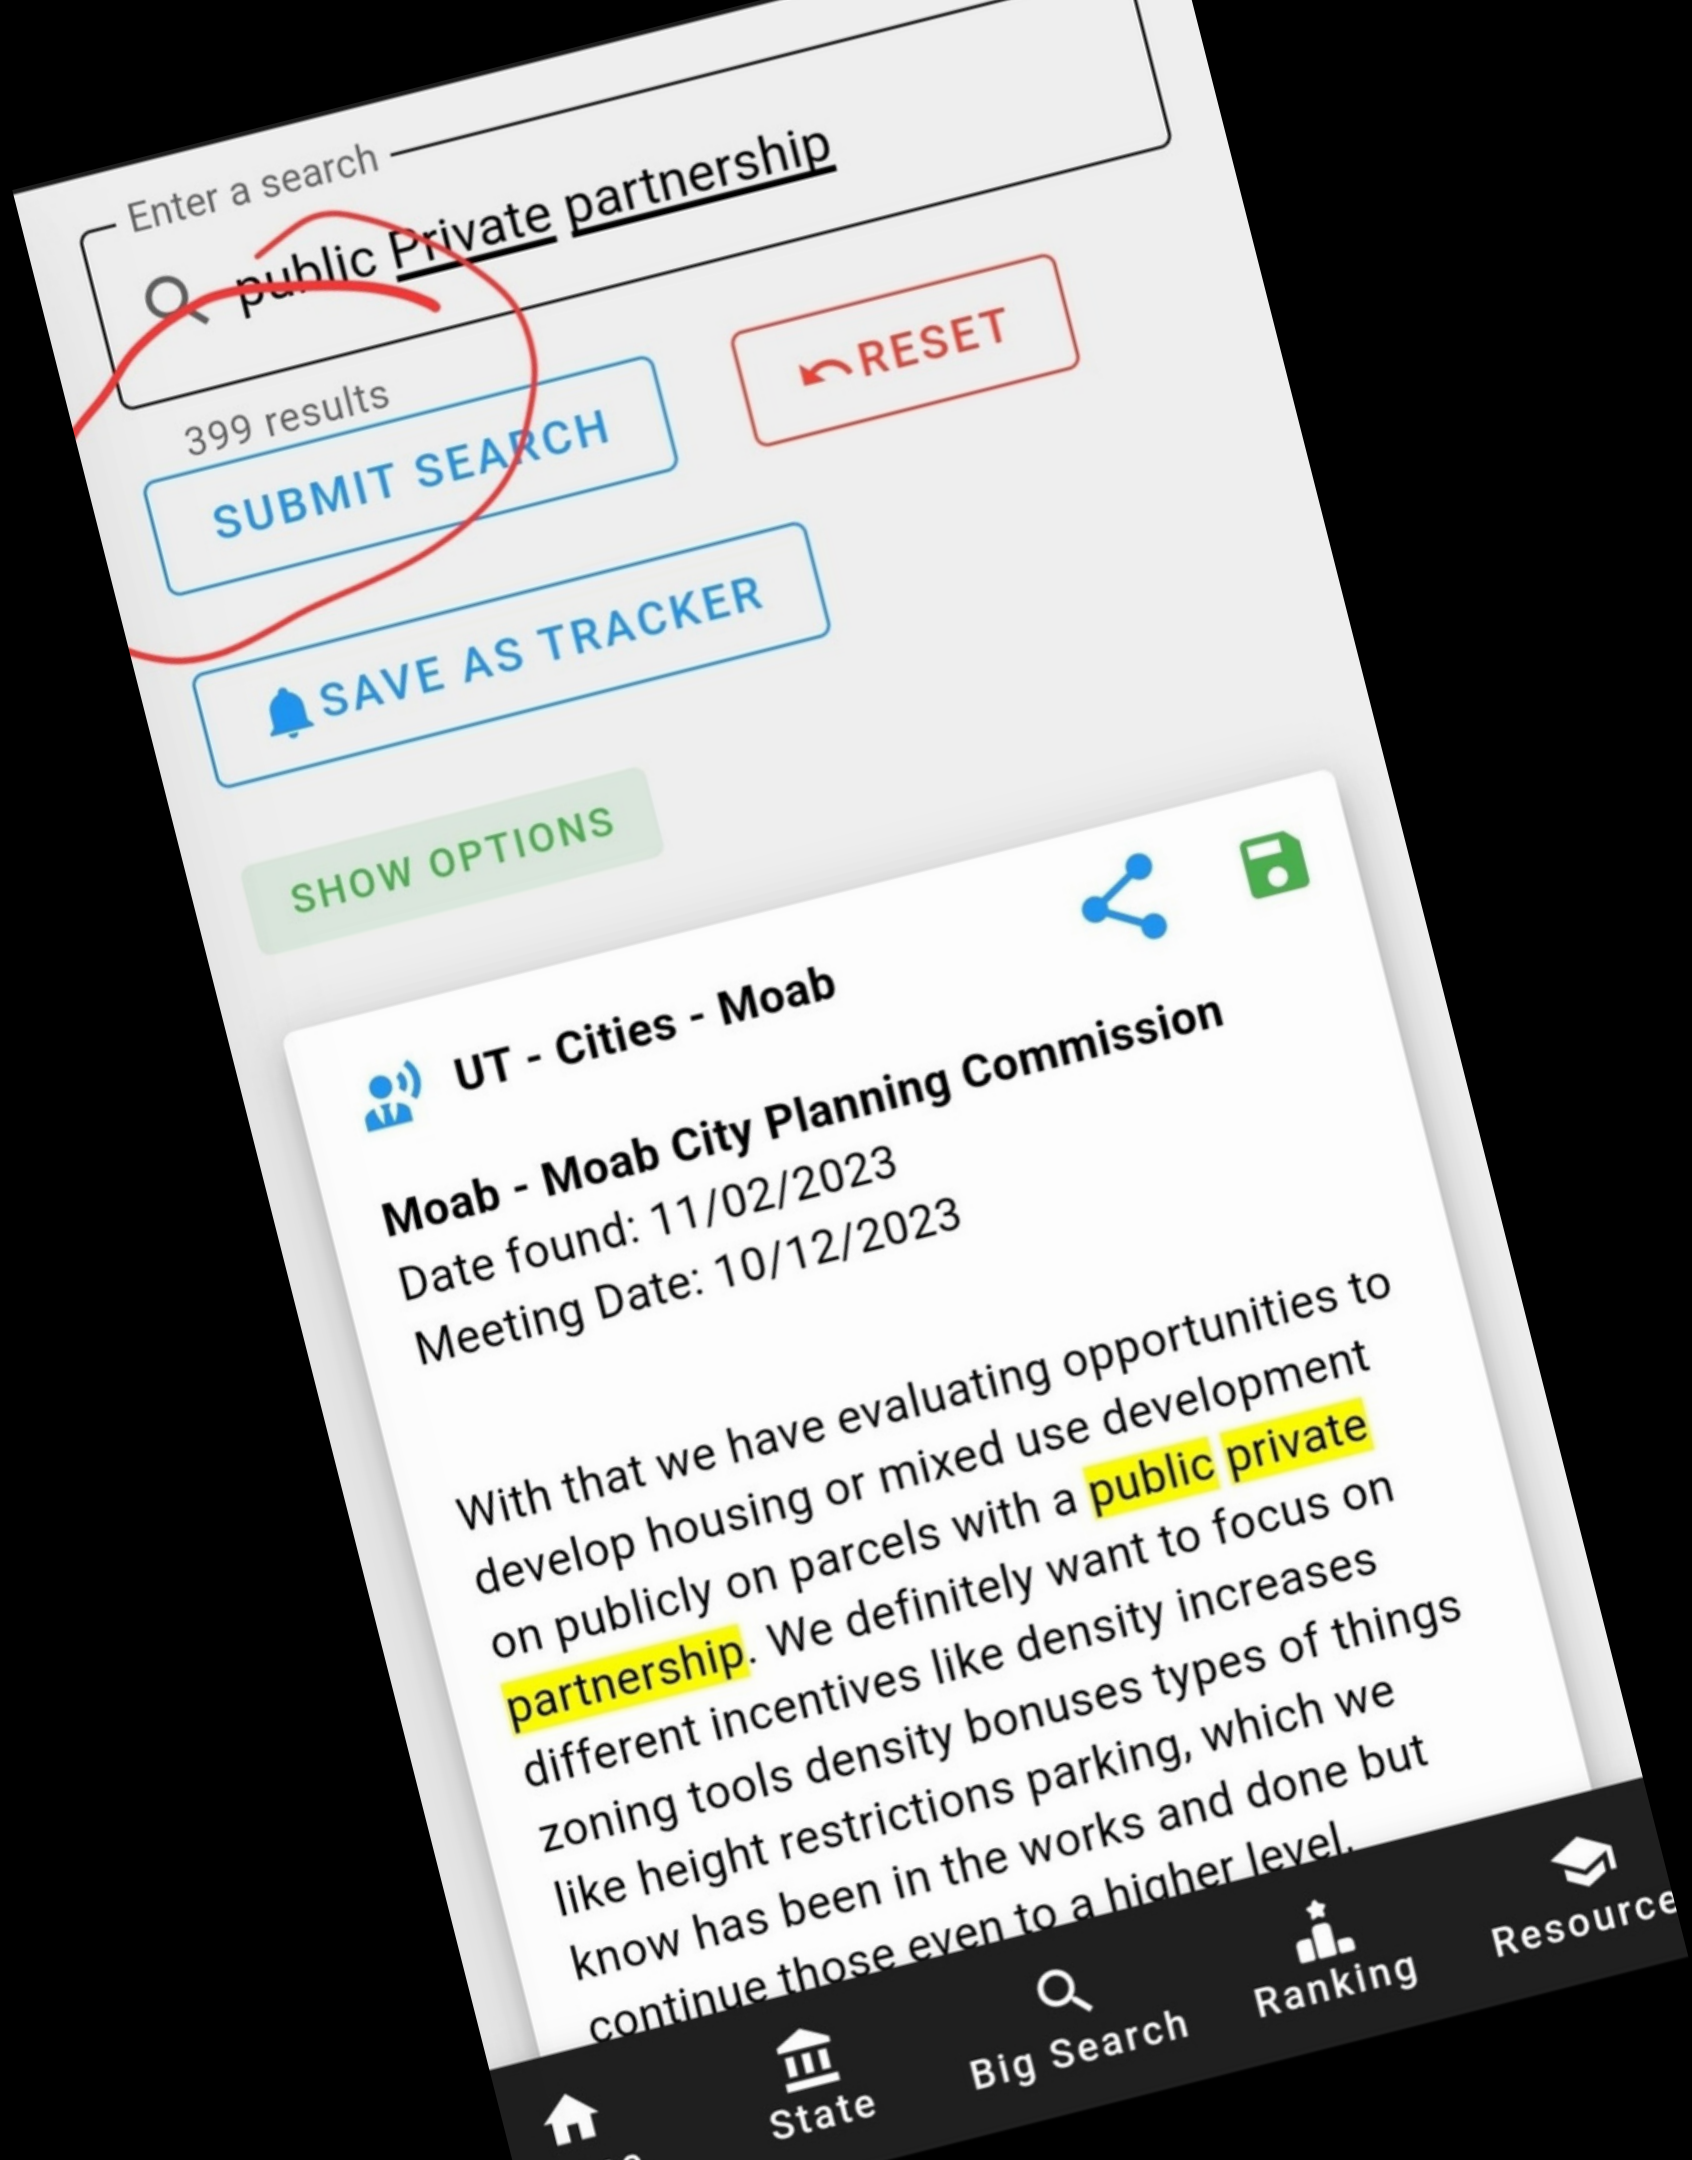 Enter a search
public Private partnership
399 results
SUBMIT SEARCH
RESET
SAVE AS TRACKER
SHOW OPTIONS
UT - Cities - Moab
Moab - Moab City Planning Commission
Date found: 11/02/2023
Meeting Date: 10/12/2023
With that we have evaluating opportunities to
develop housing or mixed use development
on publicly on parcels with a public private
partnership. We definitely want to focus on
different incentives like density increases
zoning tools density bonuses types of things
like height restrictions parking, which we
know has been in the works and done but
continue those even to a higher level.
State
Big Search
Ranking
Resource